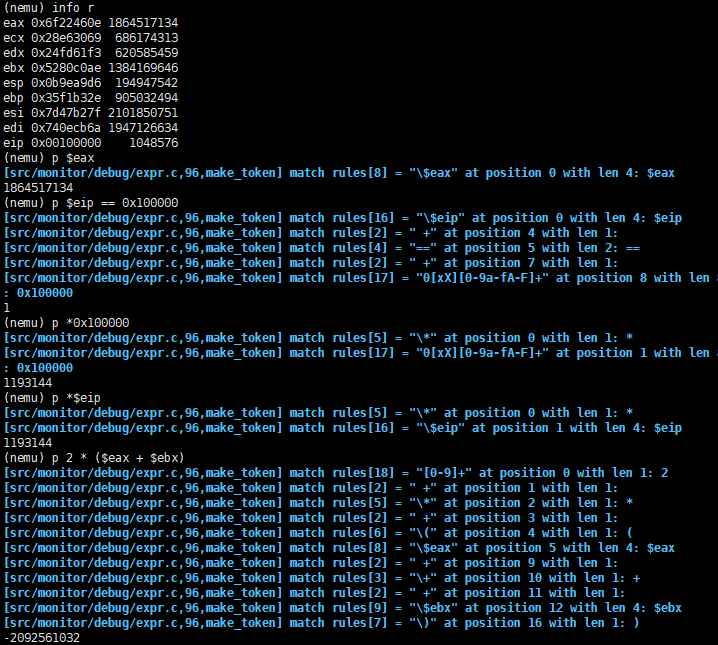 (nemu) info r
eax 0x6f22460e 1864517134
ecx 0x28e63069  686174313
edx 0x24fd61f3  620585459
ebx 0x5280c0ae 1384169646
esp 0x0b9ea9d6  194947542
ebp 0x35f1b32e  905032494
esi 0x7d47b27f 2101850751
edi 0x740ecb6a 1947126634
eip 0x00100000    1048576
(nemu) p $eax
[src/monitor/debug/expr.c,96,make_token] match rules[8] = "\$eax" at position 0 with len 4: $eax
1864517134
(nemu) p $eip == 0x100000
[src/monitor/debug/expr.c,96,make_token] match rules[16] = "\$eip" at position 0 with len 4: $eip
[src/monitor/debug/expr.c,96,make_token] match rules[2] = " +" at position 4 with len 1:
[src/monitor/debug/expr.c,96,make_token] match rules[4] = "==" at position 5 with len 2: ==
[src/monitor/debug/expr.c,96,make_token] match rules[2] = " +" at position 7 with len 1:
[src/monitor/debug/expr.c,96,make_token] match rules[17] = "0[xX][0-9a-fA-F]+" at position 8 with len 8
: 0x100000
1
(nemu) p *0x100000
[src/monitor/debug/expr.c,96,make_token] match rules[5] = "\*" at position 0 with len 1: *
[src/monitor/debug/expr.c,96,make_token] match rules[17] = "0[xX][0-9a-fA-F]+" at position 1 with len 8
: 0x100000
1193144
(nemu) p *$eip
[src/monitor/debug/expr.c,96,make_token] match rules[5] = "\*" at position 0 with len 1: *
[src/monitor/debug/expr.c,96,make_token] match rules[16] = "\$eip" at position 1 with len 4: $eip
1193144
(nemu) p 2 * ($eax + $ebx)
[src/monitor/debug/expr.c,96,make_token] match rules[18] = "[0-9]+" at position 0 with len 1: 2
[src/monitor/debug/expr.c,96,make_token] match rules[2] = " +" at position 1 with len 1:
[src/monitor/debug/expr.c,96,make_token] match rules[5] = "\*" at position 2 with len 1: *
[src/monitor/debug/expr.c,96,make_token] match rules[2] = " +" at position 3 with len 1:
[src/monitor/debug/expr.c,96,make_token] match rules[6] = "\(" at position 4 with len 1: (
[src/monitor/debug/expr.c,96,make_token] match rules[8] = "\$eax" at position 5 with len 4: $eax
[src/monitor/debug/expr.c,96,make_token] match rules[2] = " +" at position 9 with len 1:
[src/monitor/debug/expr.c,96,make_token] match rules[3] = "\+" at position 10 with len 1: +
[src/monitor/debug/expr.c,96,make_token] match rules[2] = " +" at position 11 with len 1:
[src/monitor/debug/expr.c,96,make_token] match rules[9] = "\$ebx" at position 12 with len 4: $ebx
[src/monitor/debug/expr.c,96,make_token] match rules[7] = "\)" at position 16 with len 1: )
-2092561032